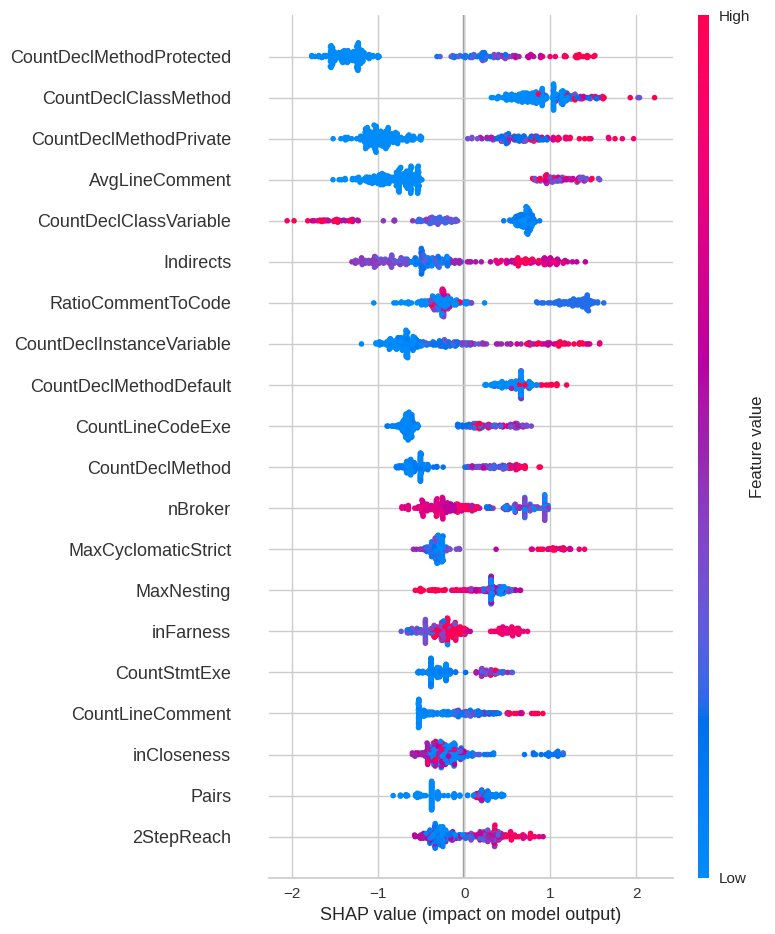 High
CountDeclMethodProtected
CountDeclClassMethod
CountDeclMethodPrivate
AvgLineComment
CountDeclClassVariable
Indirects
RatioCommentToCode
CountDeclInstanceVariable
CountDeclMethodDefault
CountLineCodeExe
CountDeclMethod
nBroker
MaxCyclomaticStrict
MaxNesting
inFarness
CountStmtExe
CountLineComment
inCloseness
Pairs
2StepReach
Feature value
Low
−2 −1 0 1 2
SHAP value (impact on model output)